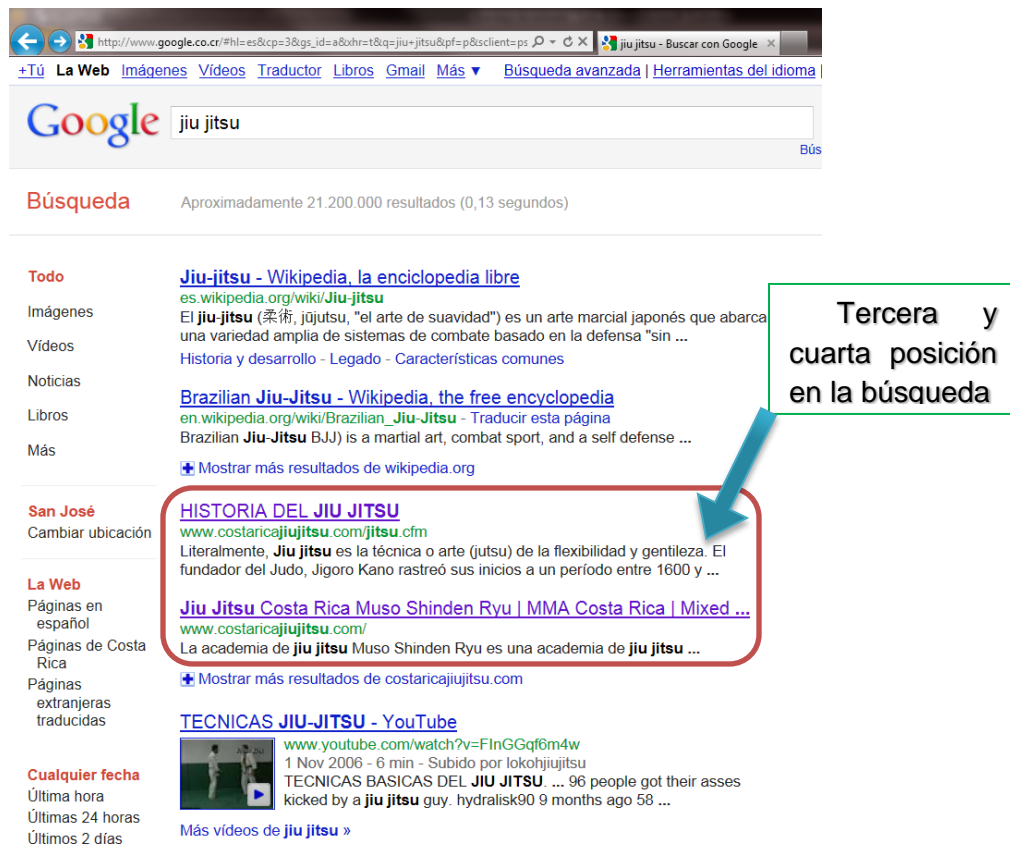 http://www.google.co.cr/#hl=es&cp=3&gs_id=a&xhr=t&q=jiu+jitsu&pf=p&sclient=ps
jiu jitsu - Buscar con Google
+Tú La Web Imágenes Vídeos Traductor Libros Gmail Más ▼ Búsqueda avanzada | Herramientas del idioma |
Google
jiu jitsu
Bús
Búsqueda
Aproximadamente 21.200.000 resultados (0,13 segundos)
Todo
Imágenes
Vídeos
Noticias
Libros
Más
San José
Cambiar ubicación
La Web
Páginas en
español
Páginas de Costa
Rica
Páginas
extranjeras
traducidas
Cualquier fecha
Última hora
Últimas 24 horas
Últimos 2 días
Jiu-jitsu - Wikipedia, la enciclopedia libre
es.wikipedia.org/wiki/Jiu-jitsu
El jiu-jitsu (柔術, jūjutsu, "el arte de suavidad") es un arte marcial japonés que abarca
una variedad amplia de sistemas de combate basado en la defensa "sin ...
Historia y desarrollo - Legado - Características comunes
Brazilian Jiu-Jitsu - Wikipedia, the free encyclopedia
en.wikipedia.org/wiki/Brazilian_Jiu-Jitsu - Traducir esta página
Brazilian Jiu-Jitsu BJJ) is a martial art, combat sport, and a self defense ...
Mostrar más resultados de wikipedia.org
HISTORIA DEL JIU JITSU
www.costaricajiujitsu.com/jitsu.cfm
Literalmente, Jiu jitsu es la técnica o arte (jutsu) de la flexibilidad y gentileza. El
fundador del Judo, Jigoro Kano rastreó sus inicios a un período entre 1600 y ...
Jiu Jitsu Costa Rica Muso Shinden Ryu | MMA Costa Rica | Mixed ...
www.costaricajiujitsu.com/
La academia de jiu jitsu Muso Shinden Ryu es una academia de jiu jitsu ...
Mostrar más resultados de costaricajiujitsu.com
TECNICAS JIU-JITSU - YouTube
www.youtube.com/watch?v=FInGGqf6m4w
1 Nov 2006 - 6 min - Subido por lokohjiujitsu
TECNICAS BASICAS DEL JIU JITSU. ... 96 people got their asses
kicked by a jiu jitsu guy. hydralisk90 9 months ago 58 ...
Más vídeos de jiu jitsu »
Tercera y
cuarta posición
en la búsqueda